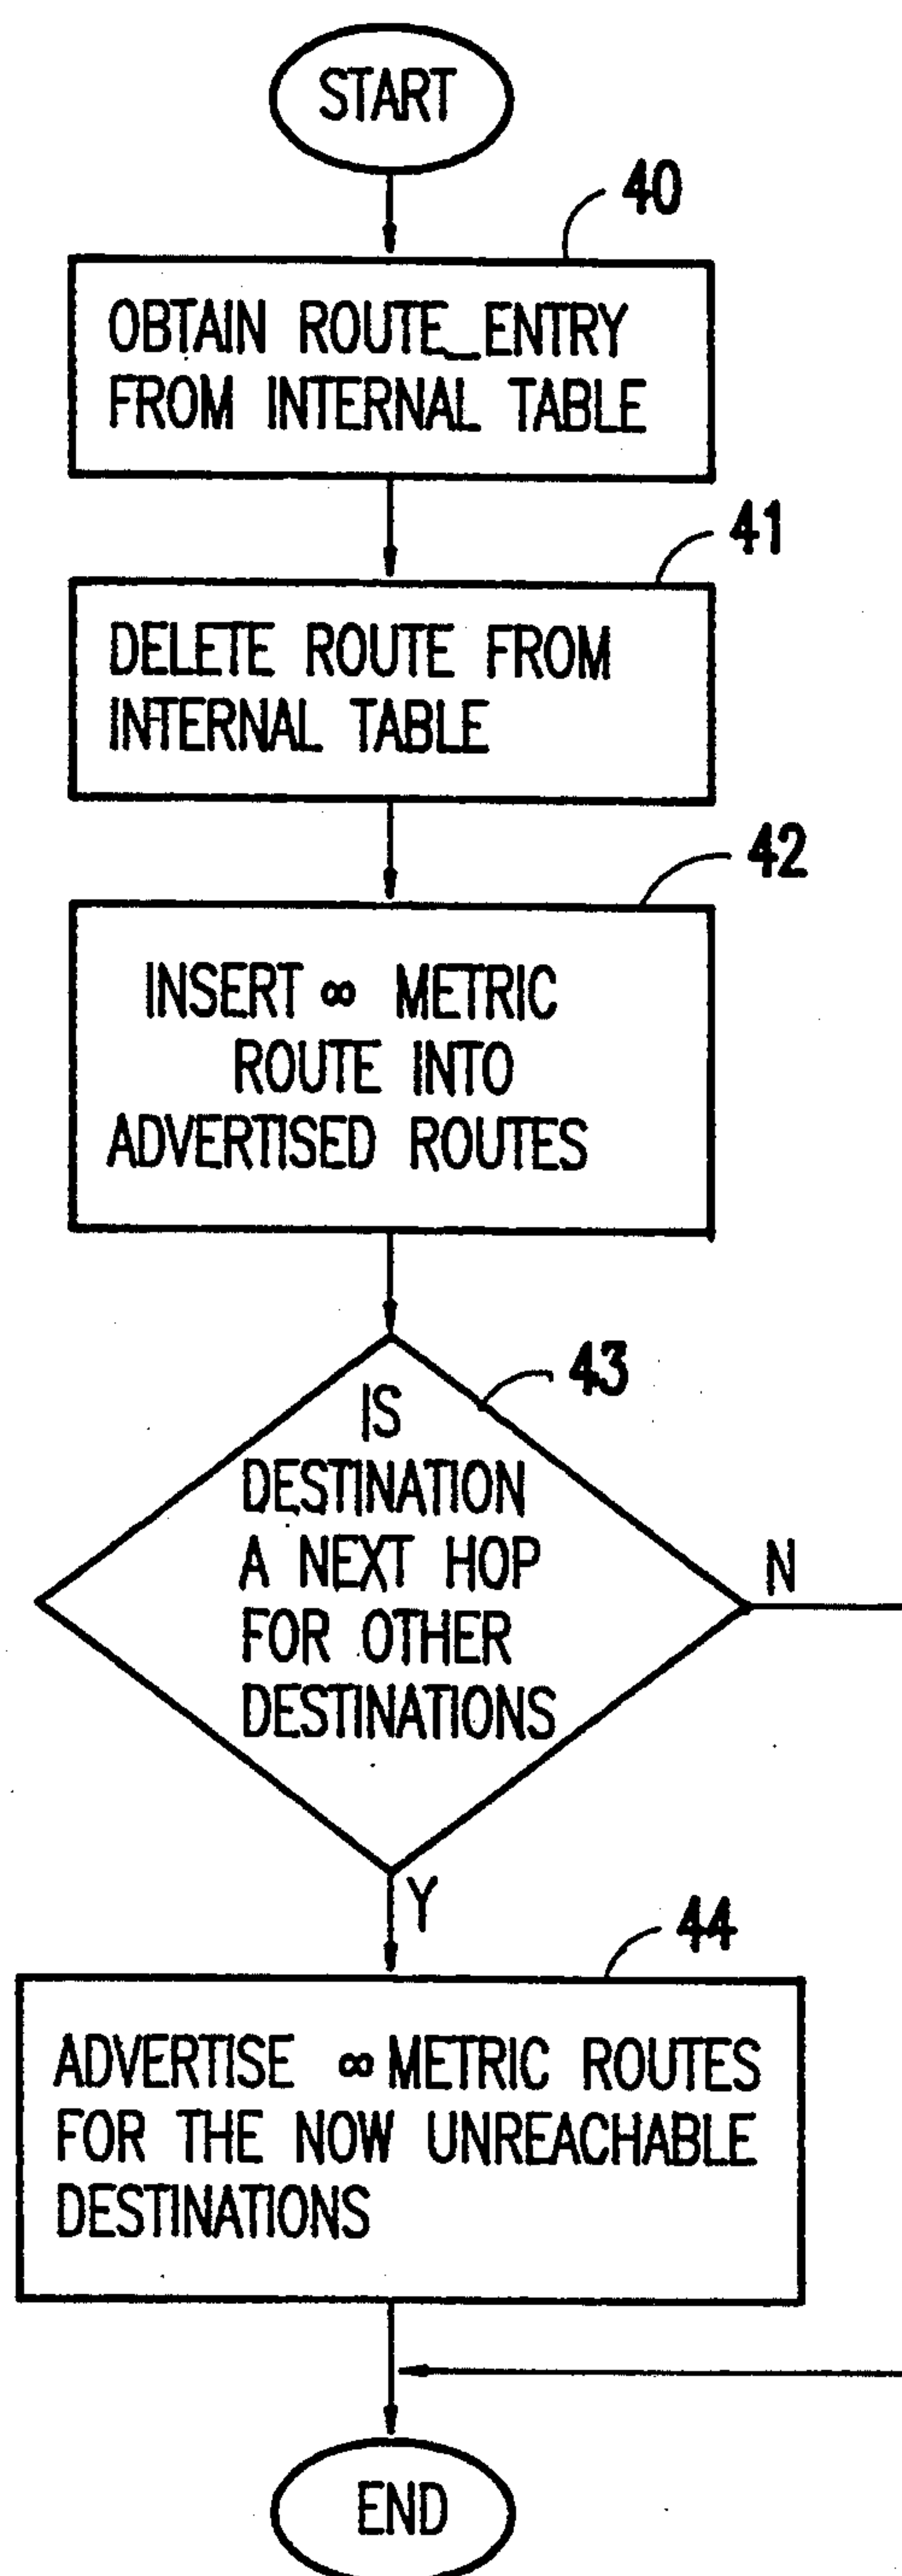 START
40
OBTAIN ROUTE_ENTRY
FROM INTERNAL TABLE
41
DELETE ROUTE FROM
INTERNAL TABLE
42
INSERT ∞ METRIC
ROUTE INTO
ADVERTISED ROUTES
43
IS
DESTINATION
A NEXT HOP
FOR OTHER
DESTINATIONS
N
Y
44
ADVERTISE ∞ METRIC ROUTES
FOR THE NOW UNREACHABLE
DESTINATIONS
END